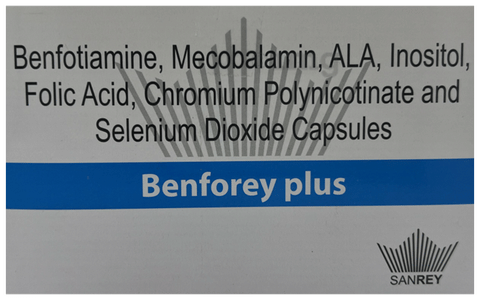 Benfotiamine, Mecobalamin, ALA, Inositol,
Folic Acid, Chromium Polynicotinate and
Selenium Dioxide Capsules
Benforey plus
SANREY